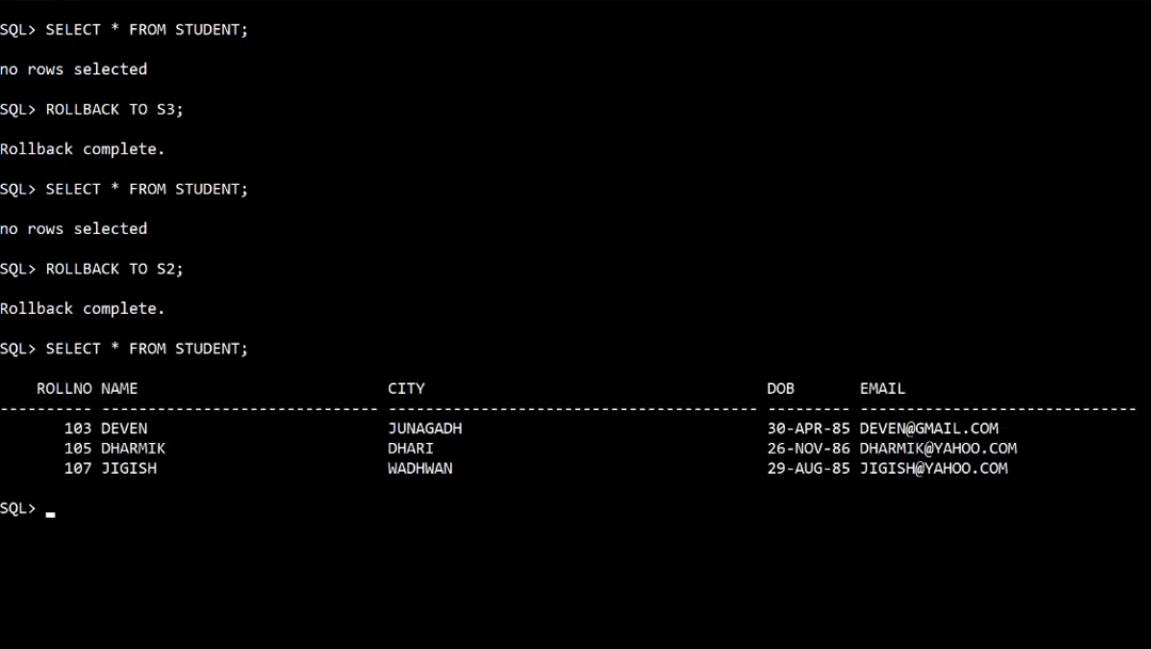 SQL> SELECT * FROM STUDENT;
no rows selected
SQL> ROLLBACK TO S3;
Rollback complete.
SQL> SELECT * FROM STUDENT;
no rows selected
SQL> ROLLBACK TO S2;
Rollback complete.
SQL> SELECT * FROM STUDENT;
ROLLNO NAME CITY DOB EMAIL
---------- ------------------------------ ---------------------------------------- --------- ------------------------------
103 DEVEN JUNAGADH 30-APR-85 DEVEN@GMAIL.COM
105 DHARMIK DHARI 26-NOV-86 DHARMIK@YAHOO.COM
107 JIGISH WADHWAN 29-AUG-85 JIGISH@YAHOO.COM
SQL>